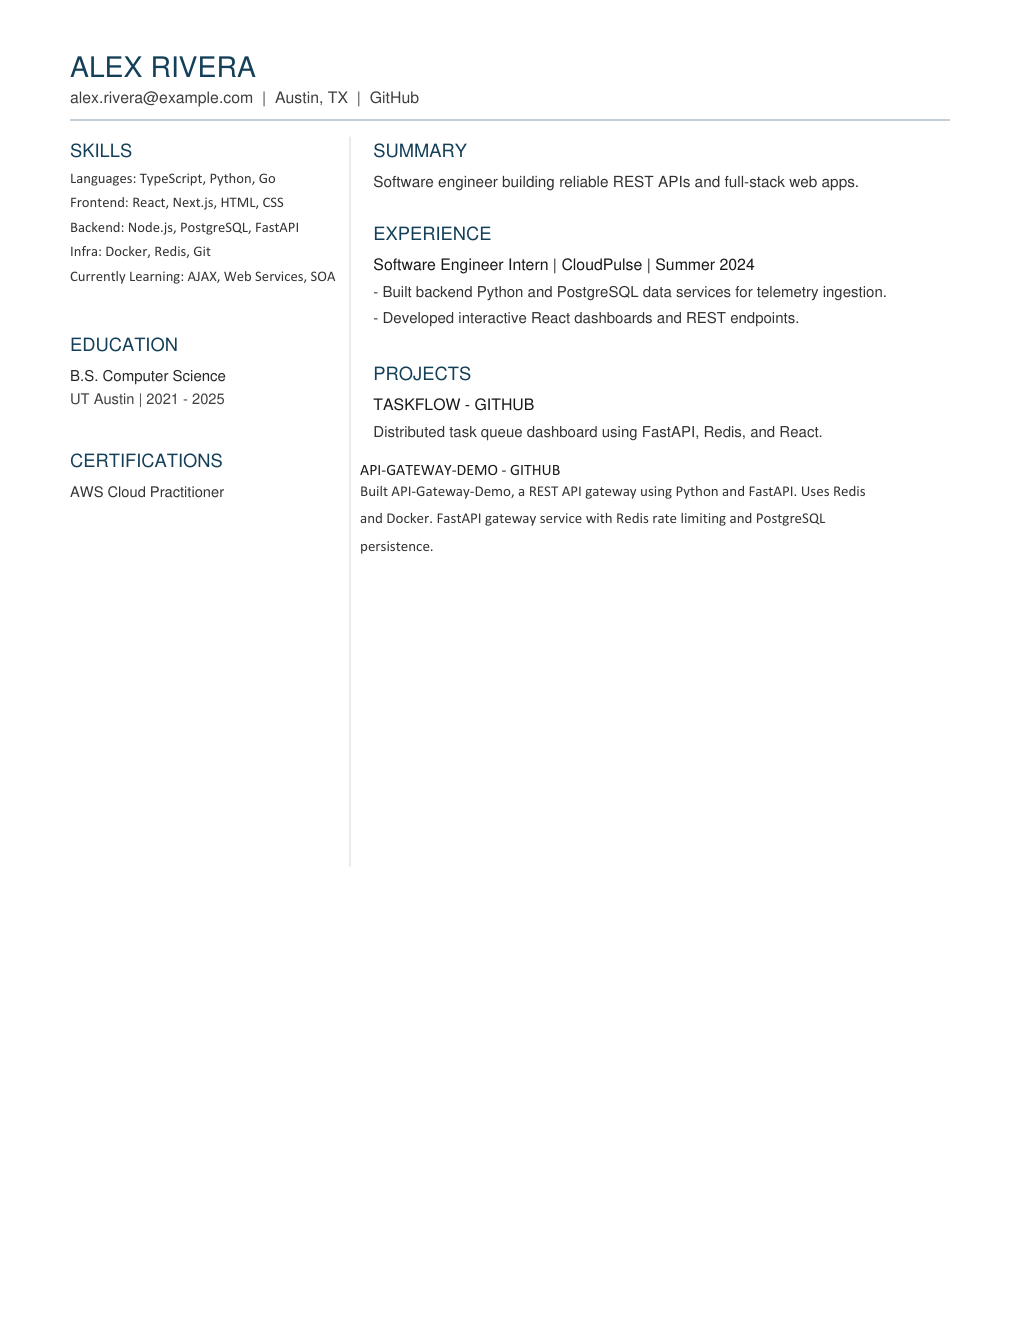 ALEX RIVERA
alex.rivera@example.com | Austin, TX | GitHub
SKILLS
Languages: TypeScript, Python, Go
Frontend: React, Next.js, HTML, CSS
Backend: Node.js, PostgreSQL, FastAPI
Infra: Docker, Redis, Git
Currently Learning: AJAX, Web Services, SOA
EDUCATION
B.S. Computer Science
UT Austin | 2021 - 2025
CERTIFICATIONS
AWS Cloud Practitioner
SUMMARY
Software engineer building reliable REST APIs and full-stack web apps.
EXPERIENCE
Software Engineer Intern | CloudPulse | Summer 2024
- Built backend Python and PostgreSQL data services for telemetry ingestion.
- Developed interactive React dashboards and REST endpoints.
PROJECTS
TASKFLOW - GITHUB
Distributed task queue dashboard using FastAPI, Redis, and React.
API-GATEWAY-DEMO - GITHUB
Built API-Gateway-Demo, a REST API gateway using Python and FastAPI. Uses Redis
and Docker. FastAPI gateway service with Redis rate limiting and PostgreSQL
persistence.